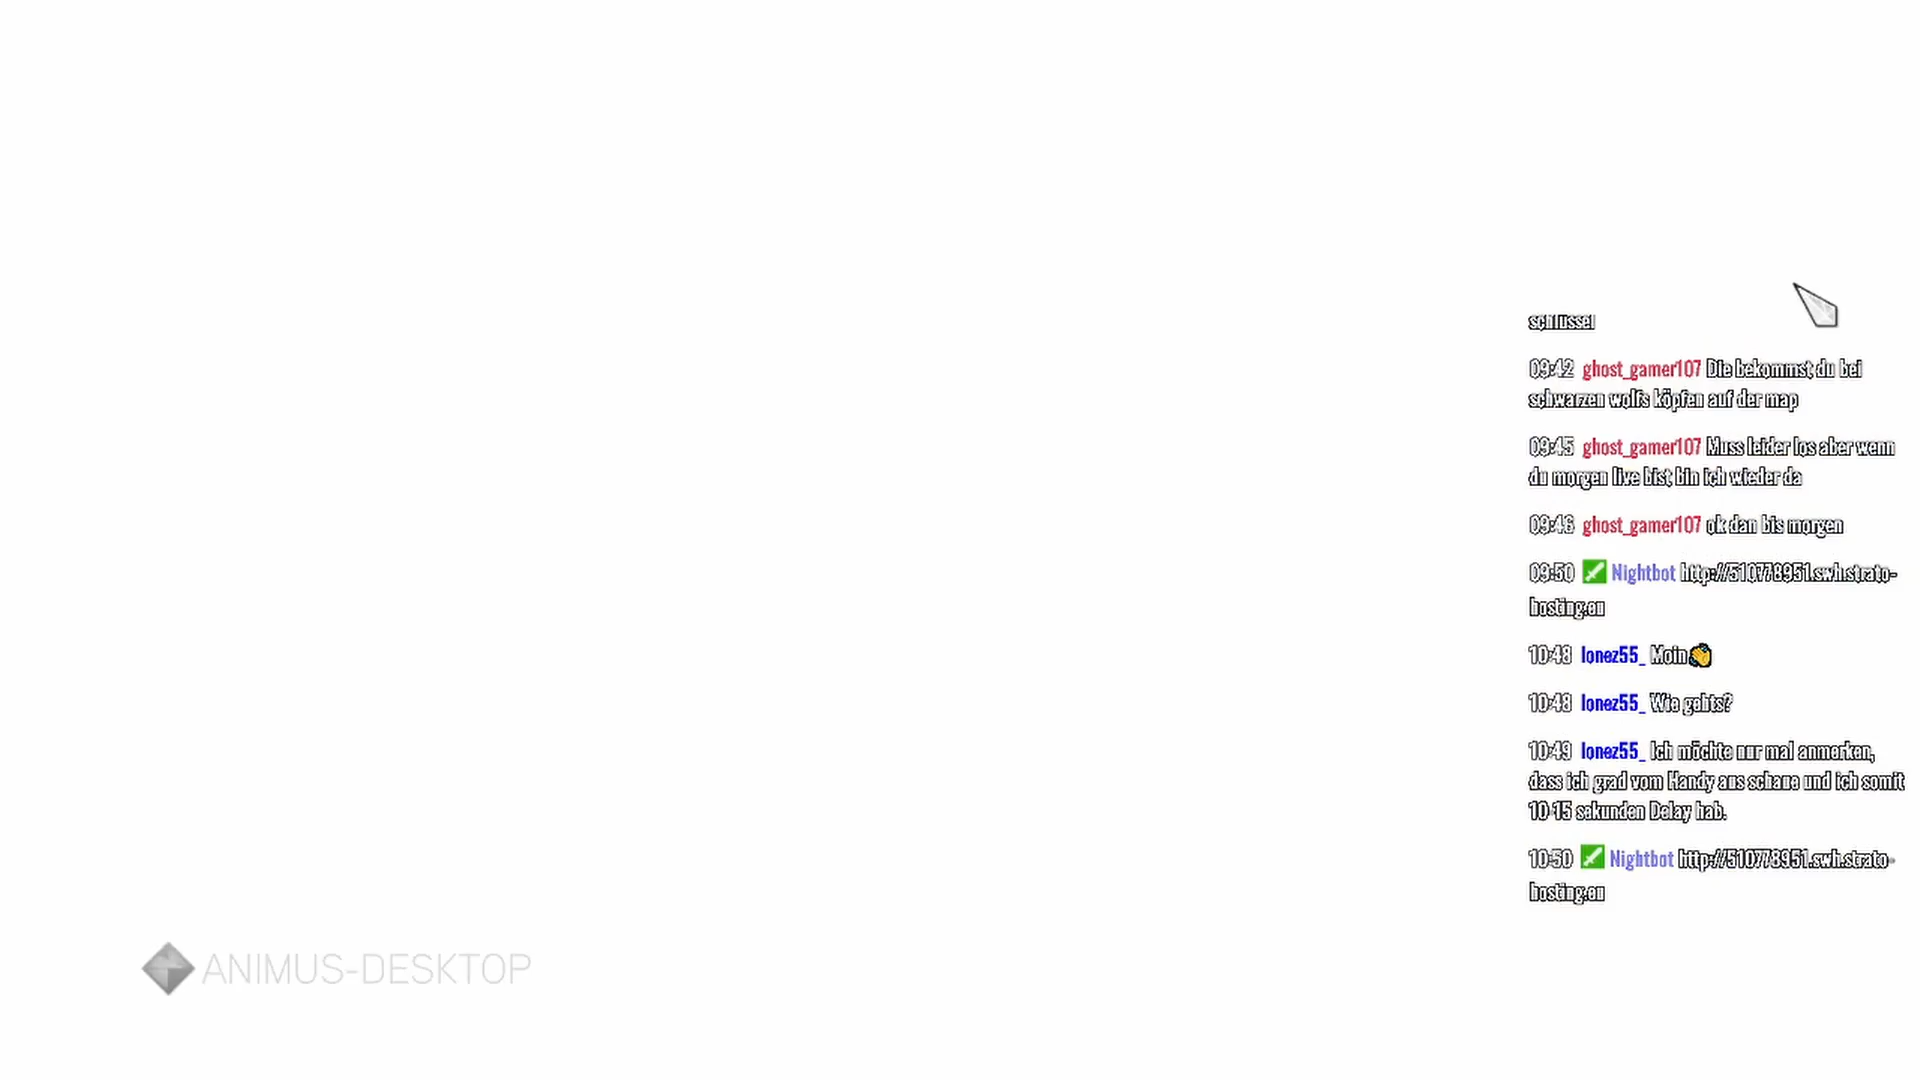 schlüssel
09:42 ghost_gamer107 Die bekommst du bei
schwarzen wolfs köpfen auf der map
09:45 ghost_gamer107 Muss leider los aber wenn
du morgen live bist bin ich wieder da
09:46 ghost_gamer107 ok dan bis morgen
09:50 Nightbot http://510778951.swh.strato-
hosting.eu
10:48 lonez55_ Moin
10:48 lonez55_ Wie gehts?
10:49 lonez55_ Ich möchte nur mal anmerken,
dass ich grad vom Handy aus schaue und ich somit
10-15 sekunden Delay hab.
10:50 Nightbot http://510778951.swh.strato-
hosting.eu
ANIMUS-DESKTOP